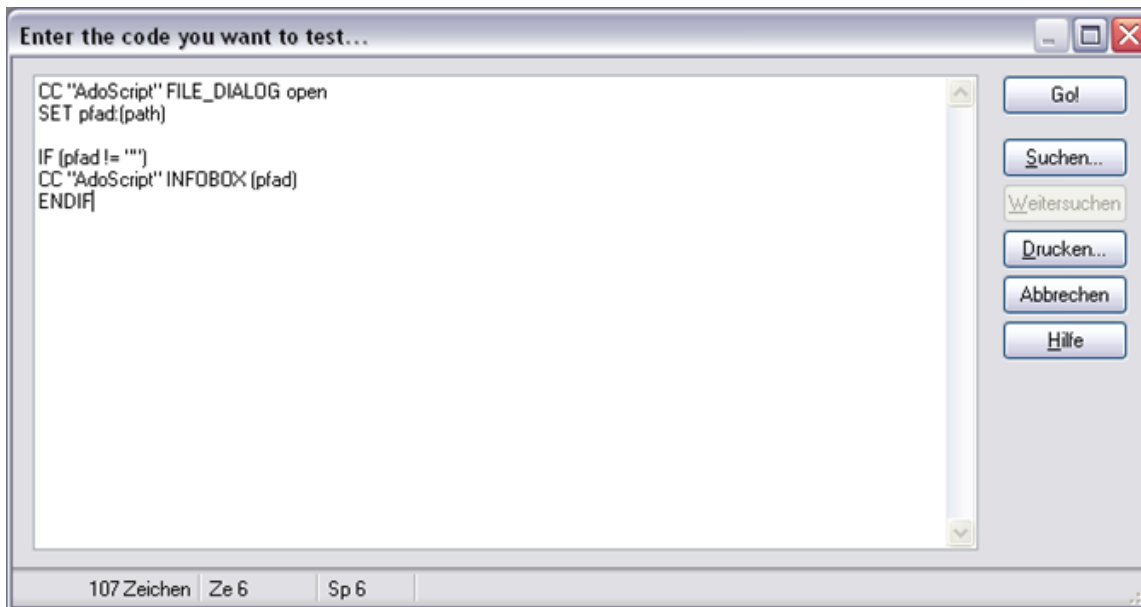 Enter the code you want to test...
CC "AdoScript" FILE_DIALOG open
SET pfad:(path)
IF (pfad != "")
CC "AdoScript" INFOBOX (pfad)
ENDIF
Go!
Suchen...
Weitersuchen
Drucken...
Abbrechen
Hilfe
107 Zeichen Ze 6 Sp 6